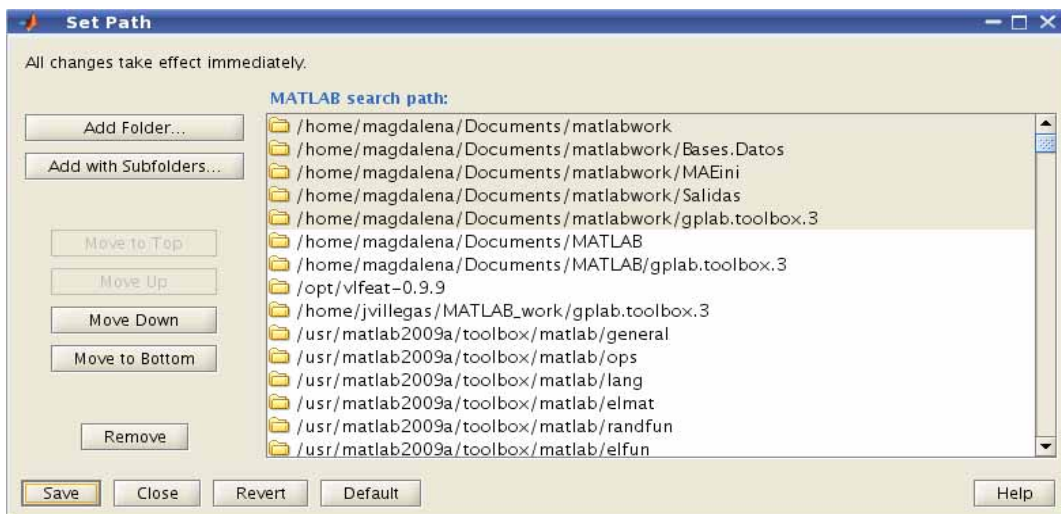 Set Path
All changes take effect immediately.
MATLAB search path:
Add Folder...
Add with Subfolders...
Move to Top
Move Up
Move Down
Move to Bottom
Remove
/home/magdalena/Documents/matlabwork
/home/magdalena/Documents/matlabwork/Bases.Datos
/home/magdalena/Documents/matlabwork/MAEini
/home/magdalena/Documents/matlabwork/Salidas
/home/magdalena/Documents/matlabwork/gplab.toolbox.3
/home/magdalena/Documents/MATLAB
/home/magdalena/Documents/MATLAB/gplab.toolbox.3
/opt/vlfeat-0.9.9
/home/jvillegas/MATLAB_work/gplab.toolbox.3
/usr/matlab2009a/toolbox/matlab/general
/usr/matlab2009a/toolbox/matlab/ops
/usr/matlab2009a/toolbox/matlab/lang
/usr/matlab2009a/toolbox/matlab/elmat
/usr/matlab2009a/toolbox/matlab/randfun
/usr/matlab2009a/toolbox/matlab/elfun
Save
Close
Revert
Default
Help